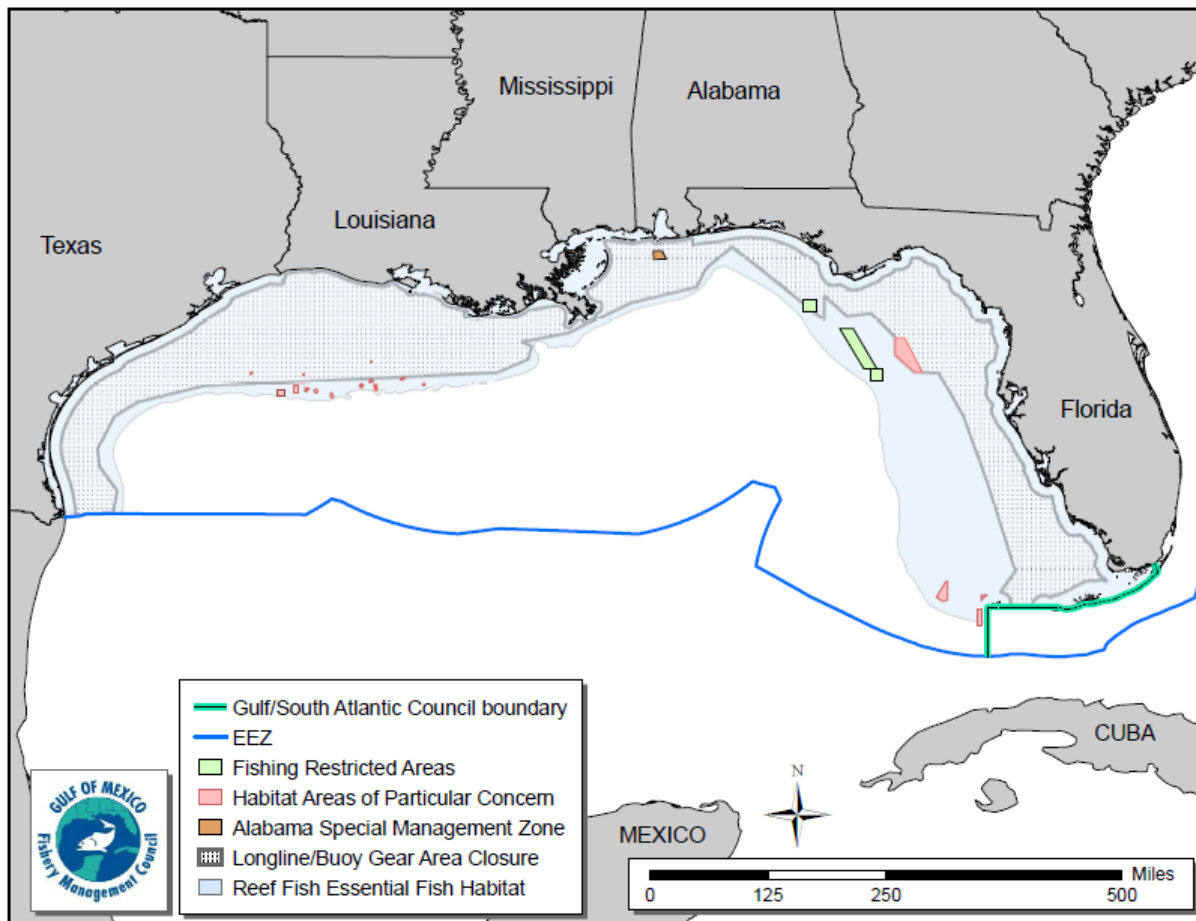 Mississippi
Alabama
Louisiana
Texas
Florida
Gulf/South Atlantic Council boundary
EEZ
Fishing Restricted Areas
Habitat Areas of Particular Concern
Alabama Special Management Zone
Longline/Buoy Gear Area Closure
Reef Fish Essential Fish Habitat
GULF OF MEXICO
Fishery Management Council
CUBA
N
MEXICO
Miles
0 125 250 500